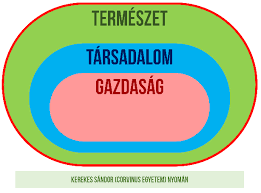 TERMÉSZET
TÁRSADALOM
GAZDASÁG
KEREKES SÁNDOR (CORVINUS EGYETEM) NYOMÁN